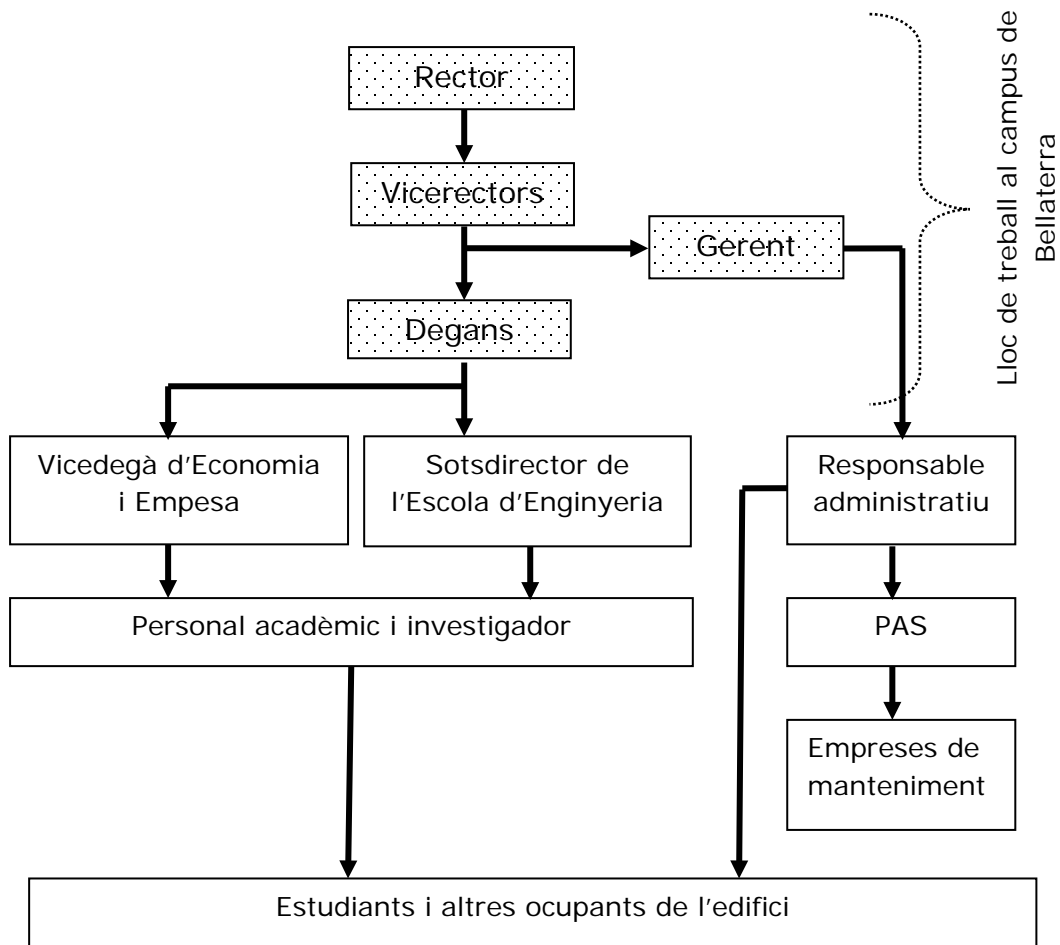 Rector
Lloc de treball al campus de
Bellaterra
Vicerectors
Gerent
Degans
Vicedegà d'Economia
i Empesa
Sotsdirector de
l'Escola d'Enginyeria
Responsable
administratiu
Personal acadèmic i investigador
PAS
Empreses de
manteniment
Estudiants i altres ocupants de l'edifici